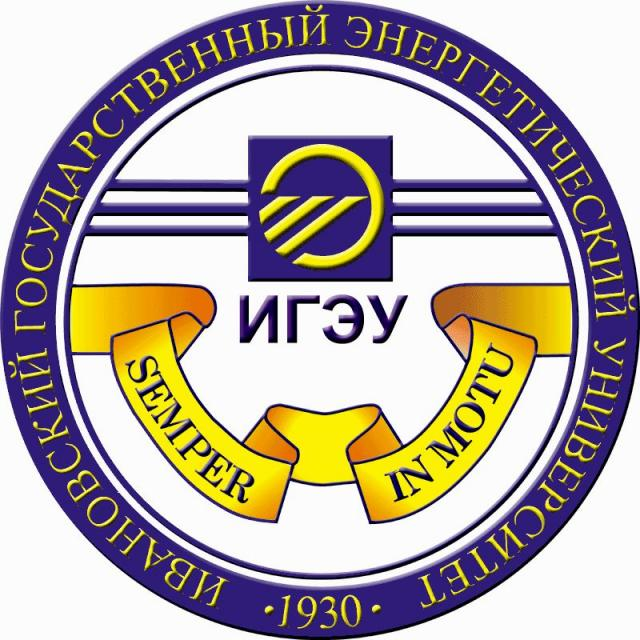 ИВАНОВСКИЙ ГОСУДАРСТВЕННЫЙ ЭНЕРГЕТИЧЕСКИЙ УНИВЕРСИТЕТ
ИГЭУ
SEMPER IN MOTU
·1930·